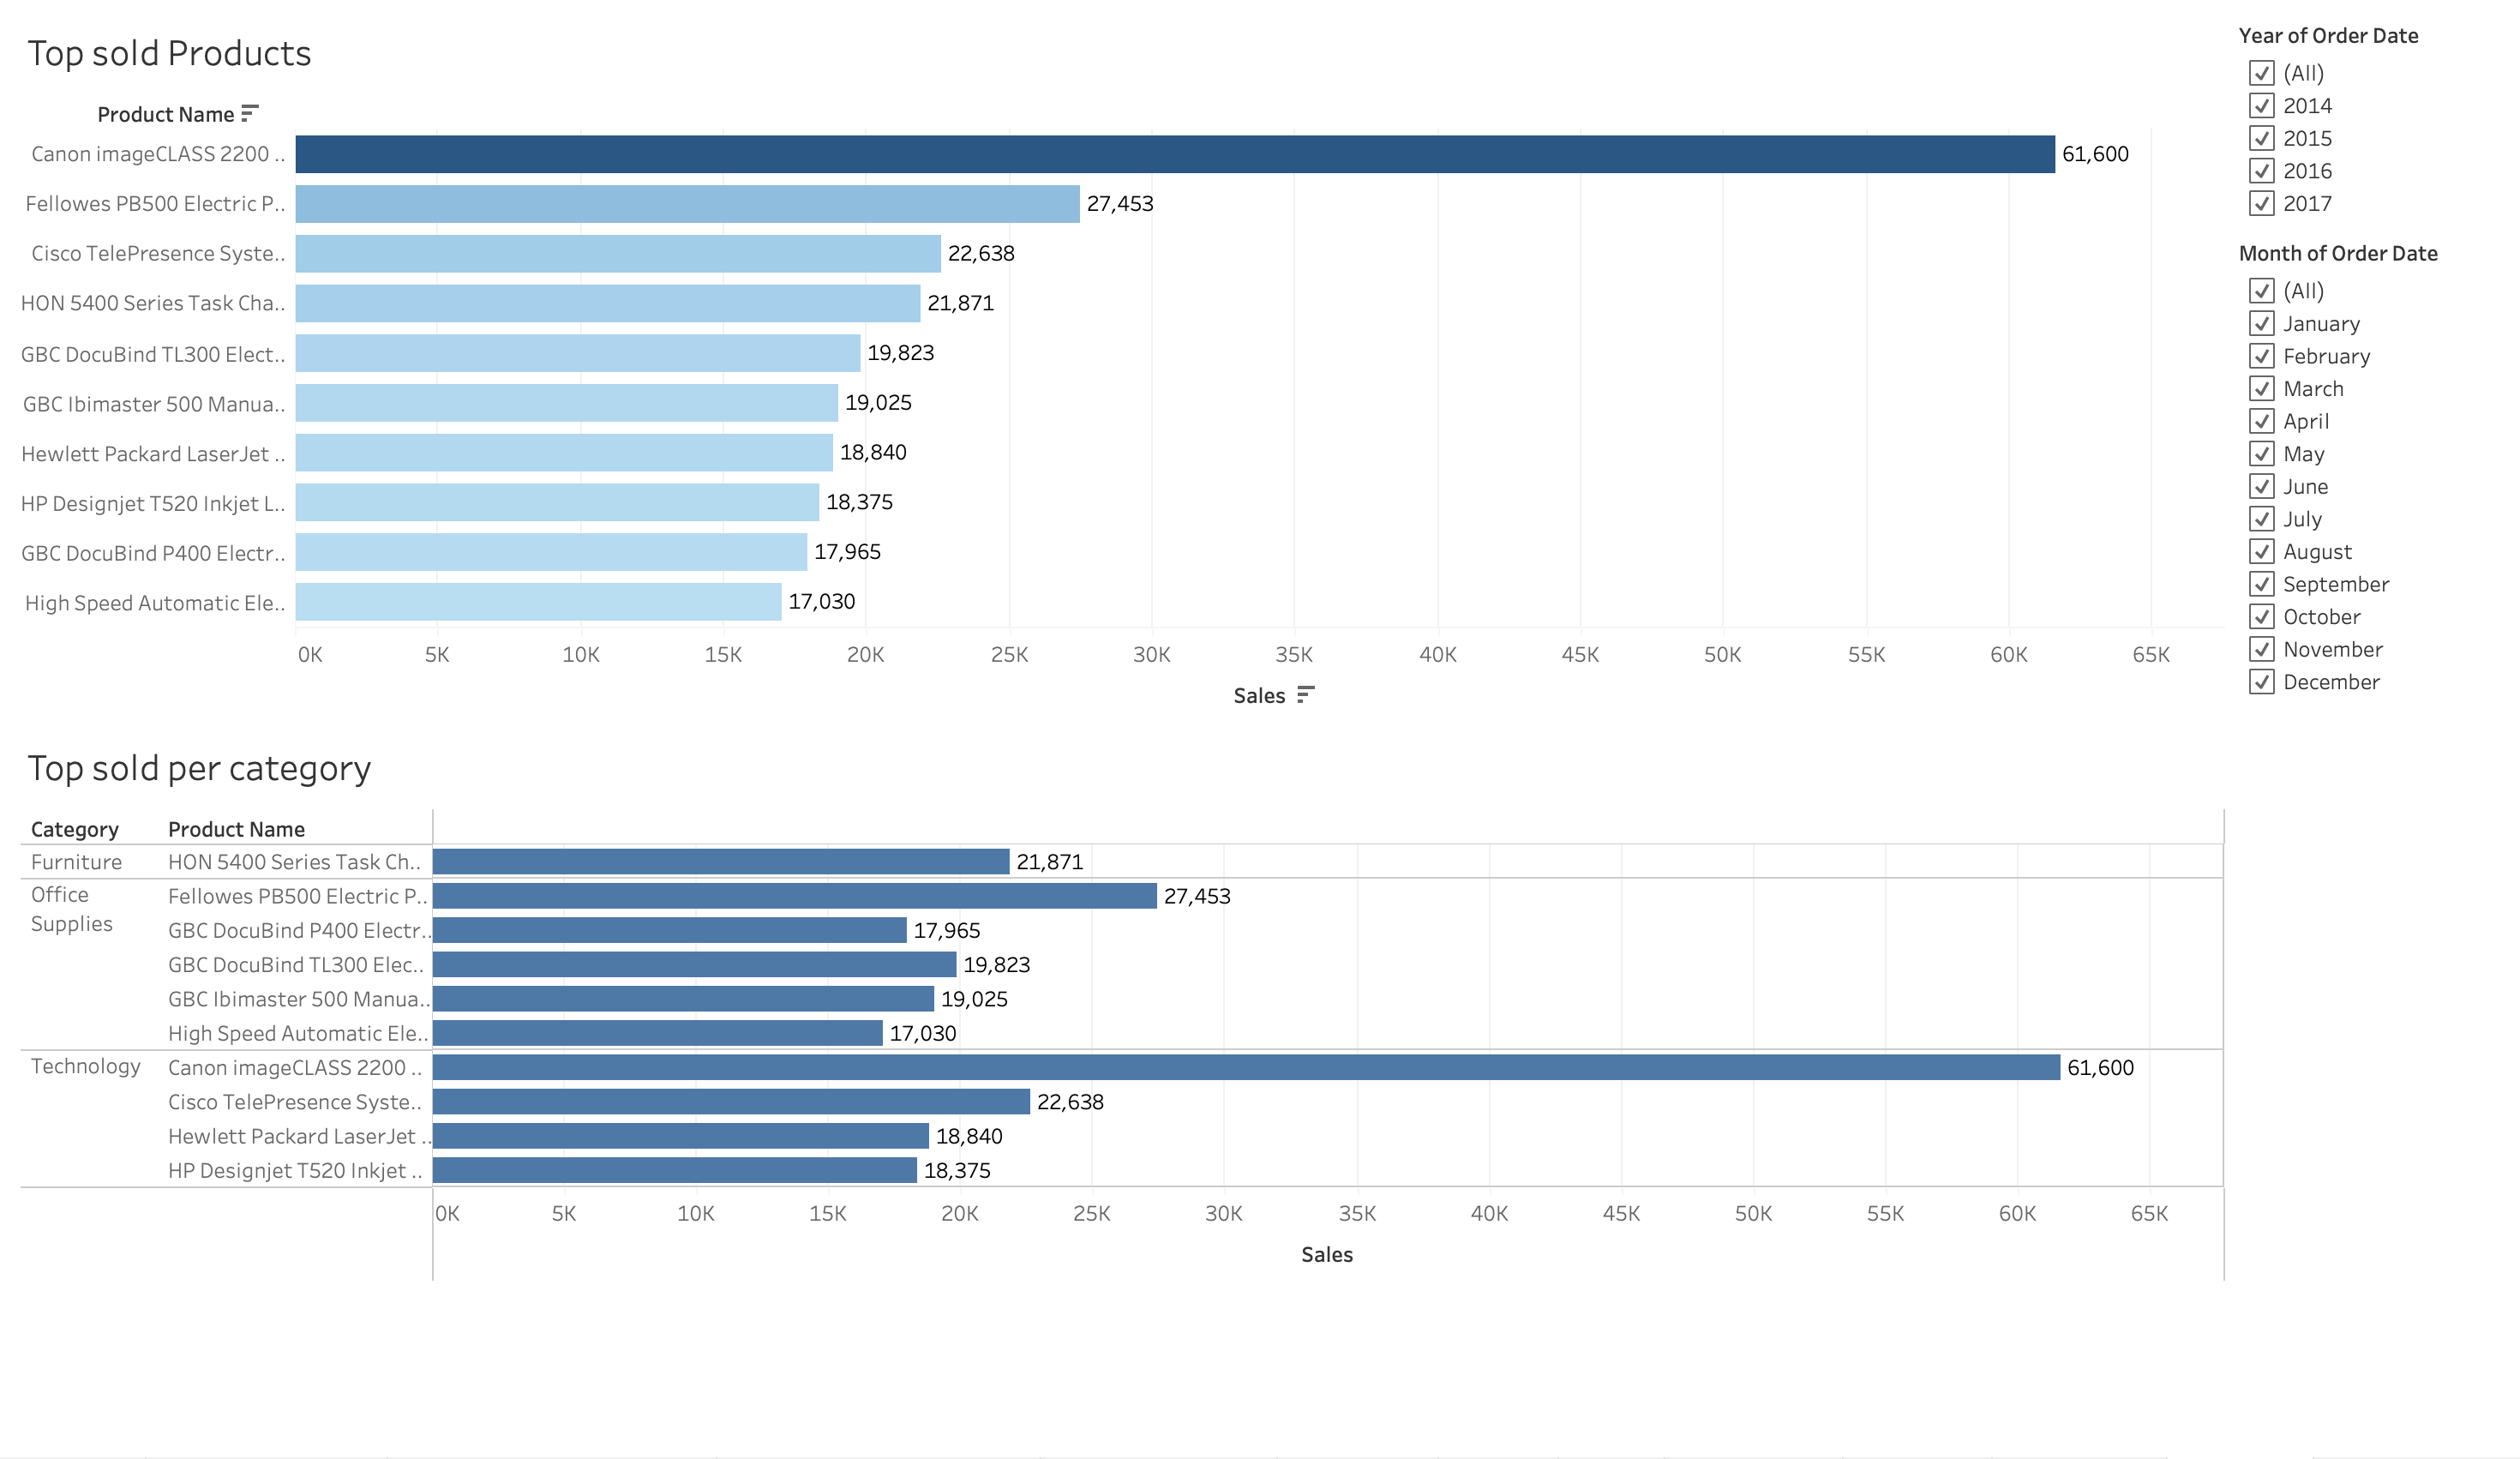 Top sold Products
Product Name
Canon imageCLASS 2200 .. 61,600
Fellowes PB500 Electric P.. 27,453
Cisco TelePresence Syste.. 22,638
HON 5400 Series Task Cha.. 21,871
GBC DocuBind TL300 Elect.. 19,823
GBC Ibimaster 500 Manua.. 19,025
Hewlett Packard LaserJet .. 18,840
HP Designjet T520 Inkjet L.. 18,375
GBC DocuBind P400 Electr.. 17,965
High Speed Automatic Ele.. 17,030
0K 5K 10K 15K 20K 25K 30K 35K 40K 45K 50K 55K 60K 65K
Sales
Year of Order Date
(All)
2014
2015
2016
2017
Month of Order Date
(All)
January
February
March
April
May
June
July
August
September
October
November
December
Top sold per category
Category Product Name
Furniture HON 5400 Series Task Ch.. 21,871
Office Supplies Fellowes PB500 Electric P.. 27,453
GBC DocuBind P400 Electr.. 17,965
GBC DocuBind TL300 Elec.. 19,823
GBC Ibimaster 500 Manua.. 19,025
High Speed Automatic Ele.. 17,030
Technology Canon imageCLASS 2200 .. 61,600
Cisco TelePresence Syste.. 22,638
Hewlett Packard LaserJet .. 18,840
HP Designjet T520 Inkjet .. 18,375
0K 5K 10K 15K 20K 25K 30K 35K 40K 45K 50K 55K 60K 65K
Sales